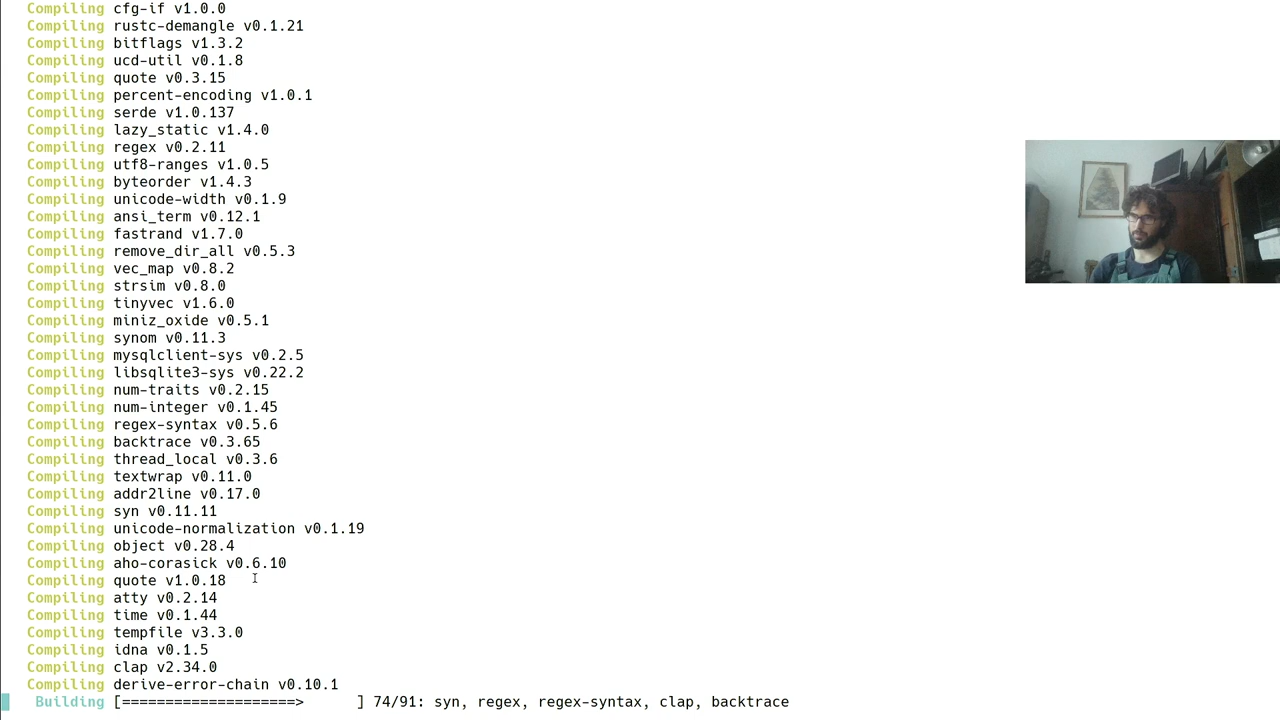 Compiling cfg-if v1.0.0
Compiling rustc-demangle v0.1.21
Compiling bitflags v1.3.2
Compiling ucd-util v0.1.8
Compiling quote v0.3.15
Compiling percent-encoding v1.0.1
Compiling serde v1.0.137
Compiling lazy_static v1.4.0
Compiling regex v0.2.11
Compiling utf8-ranges v1.0.5
Compiling byteorder v1.4.3
Compiling unicode-width v0.1.9
Compiling ansi_term v0.12.1
Compiling fastrand v1.7.0
Compiling remove_dir_all v0.5.3
Compiling vec_map v0.8.2
Compiling strsim v0.8.0
Compiling tinyvec v1.6.0
Compiling miniz_oxide v0.5.1
Compiling synom v0.11.3
Compiling mysqlclient-sys v0.2.5
Compiling libsqlite3-sys v0.22.2
Compiling num-traits v0.2.15
Compiling num-integer v0.1.45
Compiling regex-syntax v0.5.6
Compiling backtrace v0.3.65
Compiling thread_local v0.3.6
Compiling textwrap v0.11.0
Compiling addr2line v0.17.0
Compiling syn v0.11.11
Compiling unicode-normalization v0.1.19
Compiling object v0.28.4
Compiling aho-corasick v0.6.10
Compiling quote v1.0.18
Compiling atty v0.2.14
Compiling time v0.1.44
Compiling tempfile v3.3.0
Compiling idna v0.1.5
Compiling clap v2.34.0
Compiling derive-error-chain v0.10.1
Building [====================>      ] 74/91: syn, regex, regex-syntax, clap, backtrace